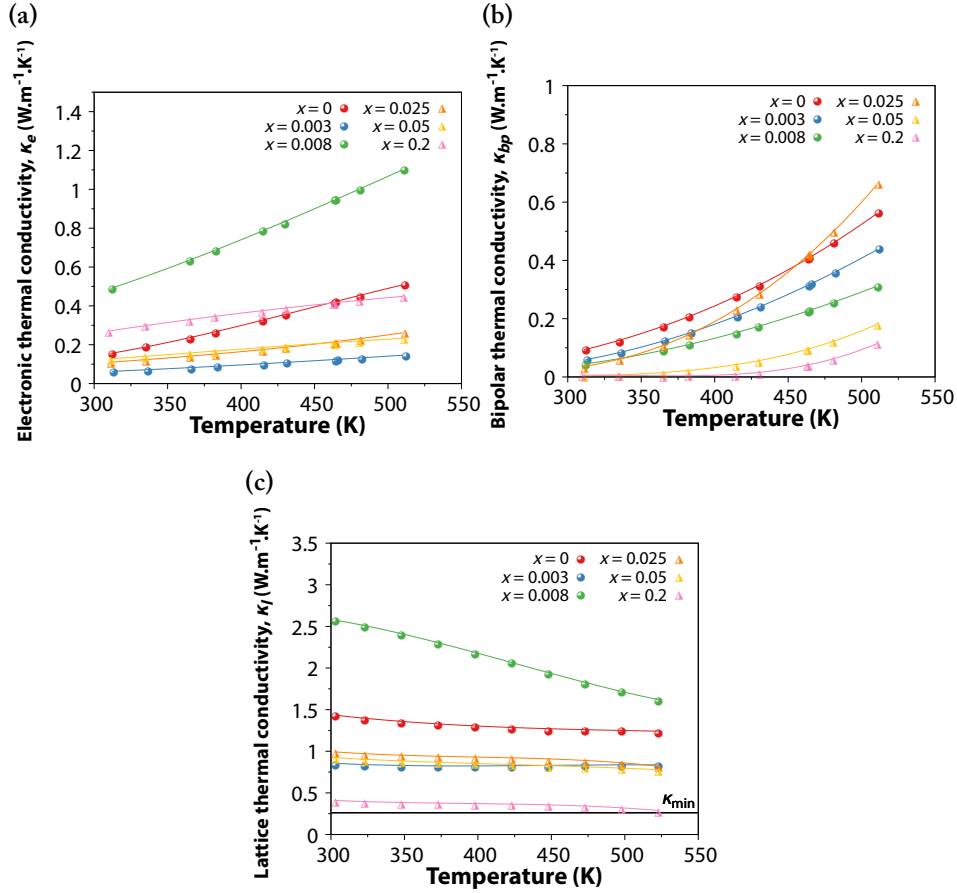 (a)
Electronic thermal conductivity, κe (W.m⁻¹.K⁻¹)
1.4
1.2
1
0.8
0.6
0.4
0.2
0
300
350
400
450
500
550
Temperature (K)
x = 0
x = 0.003
x = 0.008
x = 0.025
x = 0.05
x = 0.2
(b)
Bipolar thermal conductivity, κbp (W.m⁻¹.K⁻¹)
1
0.8
0.6
0.4
0.2
0
300
350
400
450
500
550
Temperature (K)
x = 0
x = 0.003
x = 0.008
x = 0.025
x = 0.05
x = 0.2
(c)
Lattice thermal conductivity, κl (W.m⁻¹.K⁻¹)
3.5
3
2.5
2
1.5
1
0.5
0
300
350
400
450
500
550
Temperature (K)
x = 0
x = 0.003
x = 0.008
x = 0.025
x = 0.05
x = 0.2
κmin